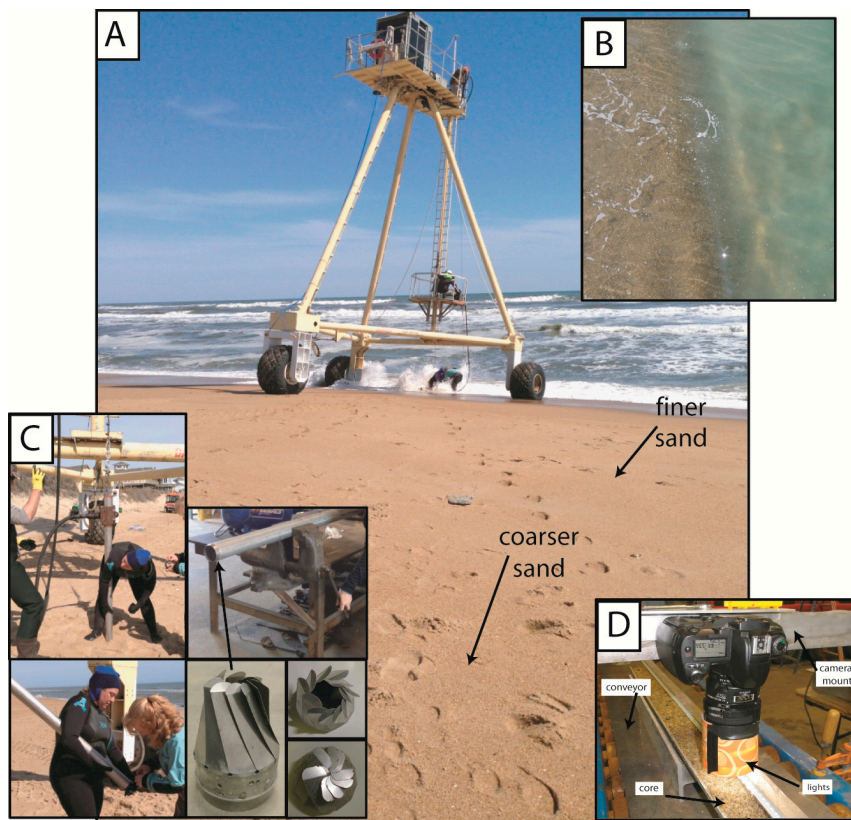 A
B
finer
sand
coarser
sand
C
D
camera
mount
conveyor
core
lights